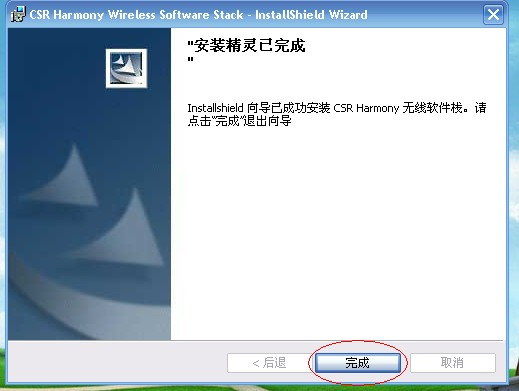 CSR Harmony Wireless Software Stack - InstallShield Wizard
"安装精灵已完成
"
Installshield 向导已成功安装 CSR Harmony 无线软件栈。请
点击"完成"退出向导
< 后退 完成 取消